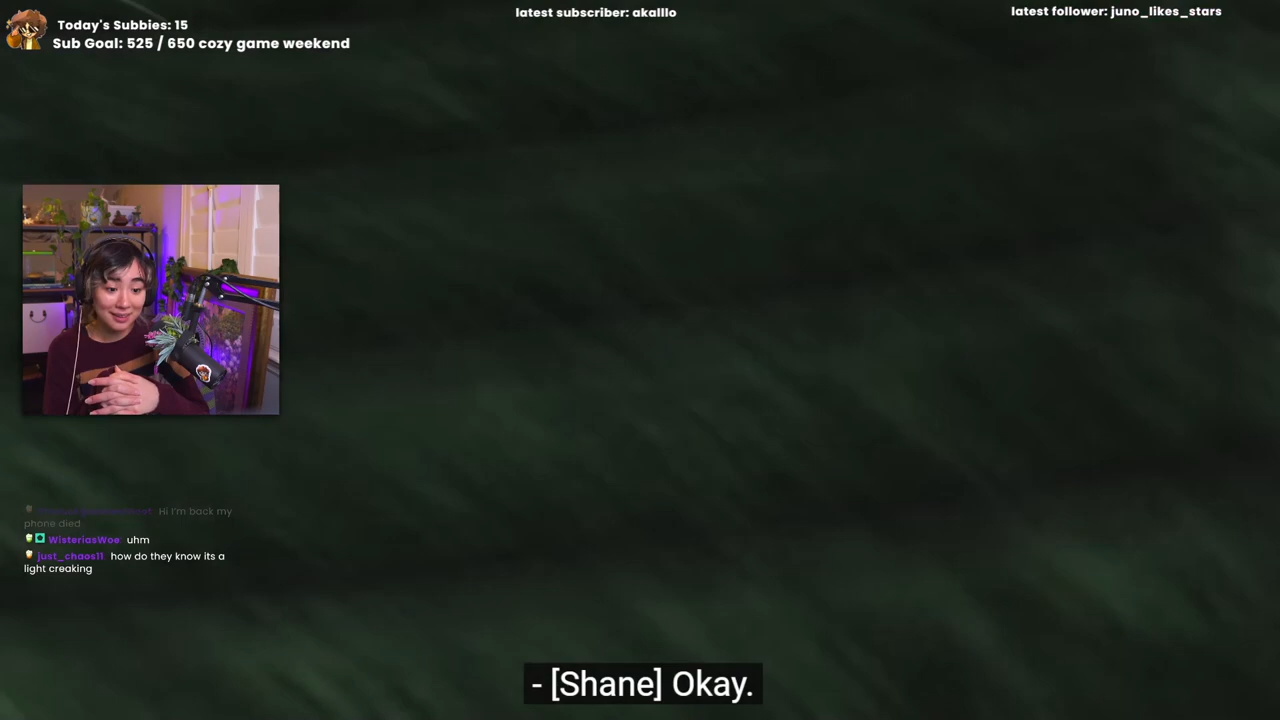 Today's Subbies: 15
Sub Goal: 525 / 650 cozy game weekend
latest subscriber: akalllo
latest follower: juno_likes_stars
Hi I'm back my
phone died
WisteriasWoe: uhm
just_chaos11 how do they know its a
light creaking
- [Shane] Okay.